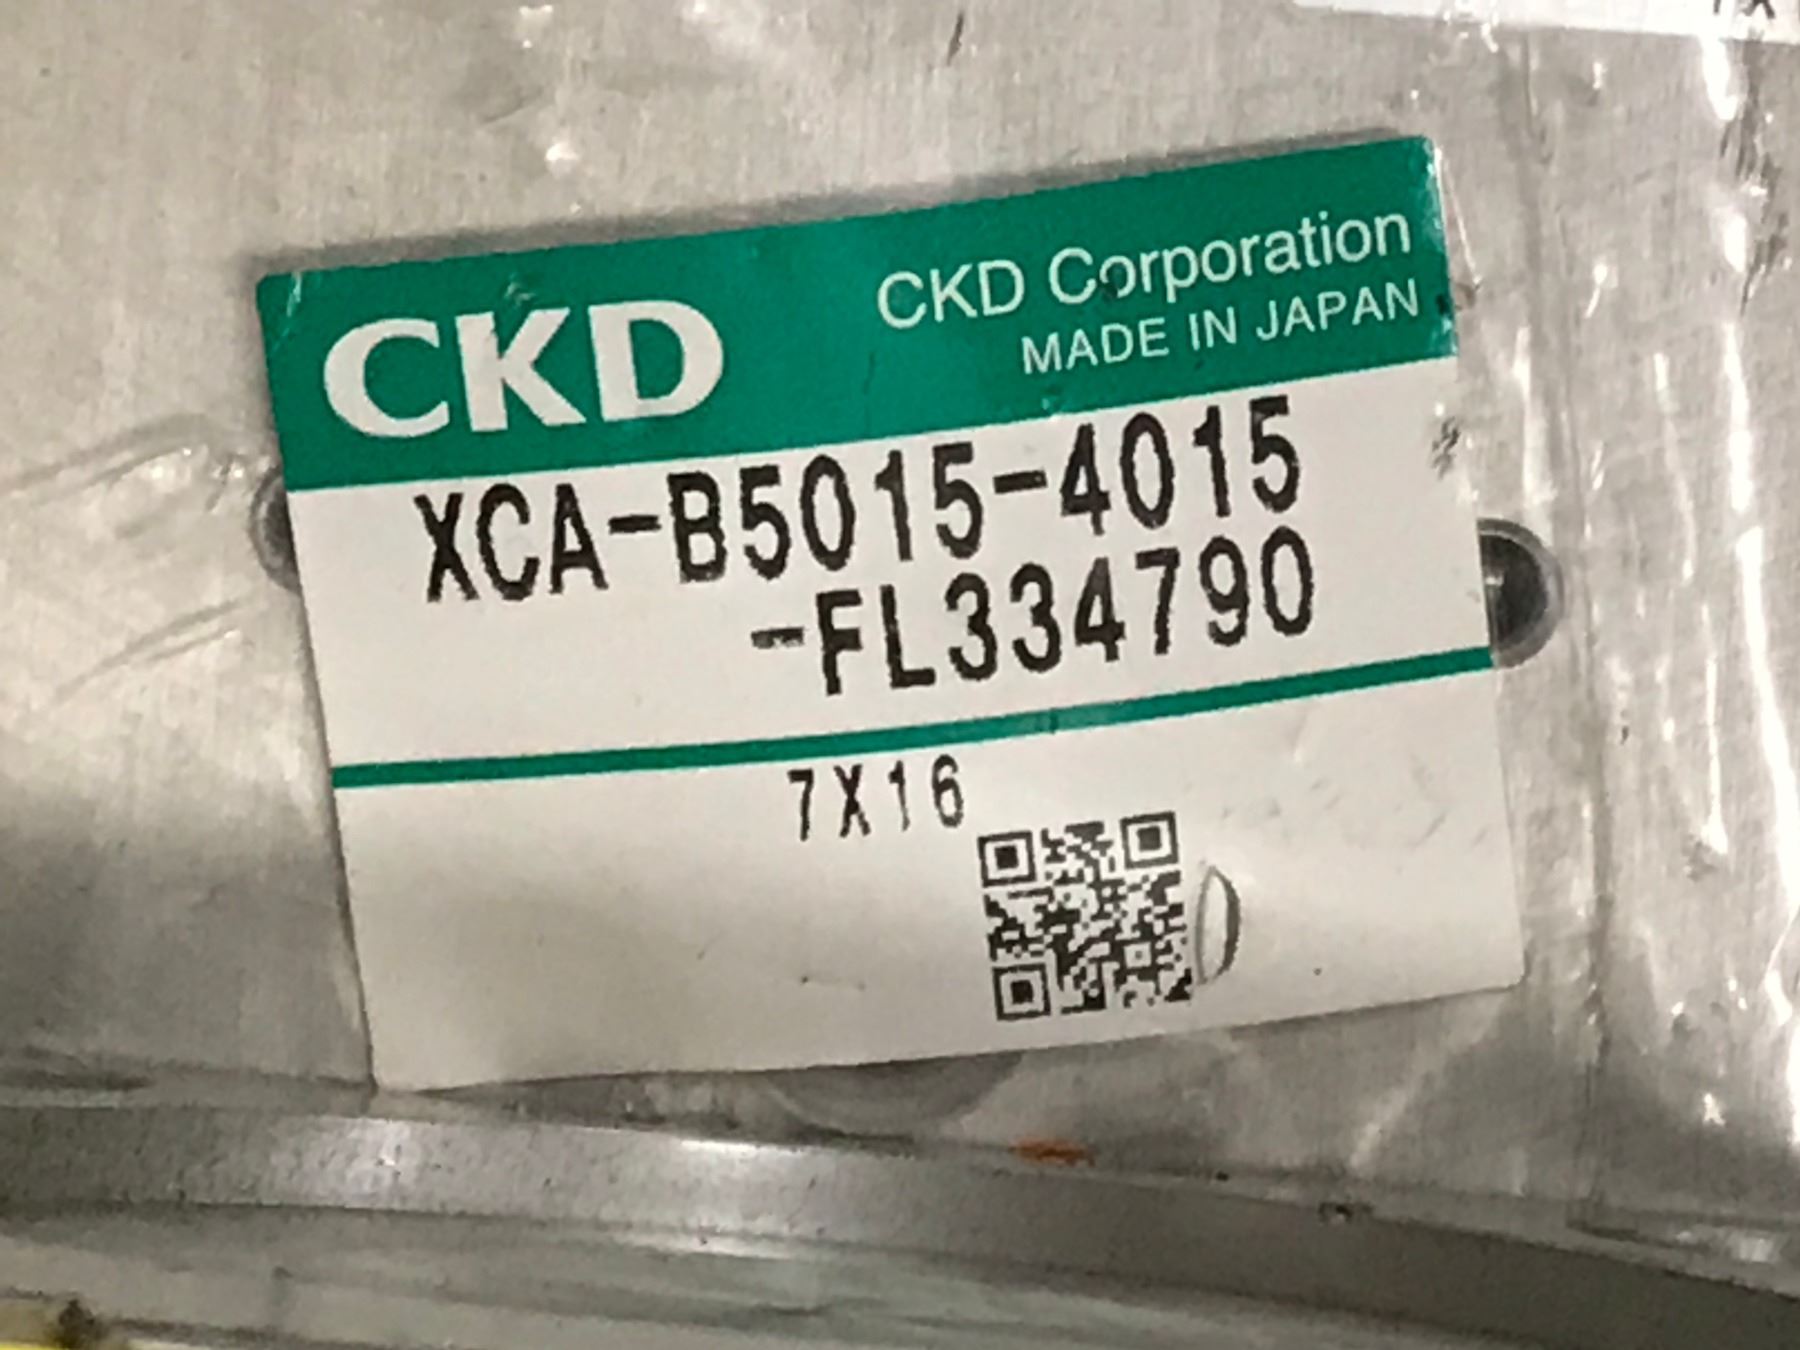 CKD
CKD Corporation
MADE IN JAPAN
XCA-B5015-4015
-FL334790
7X16